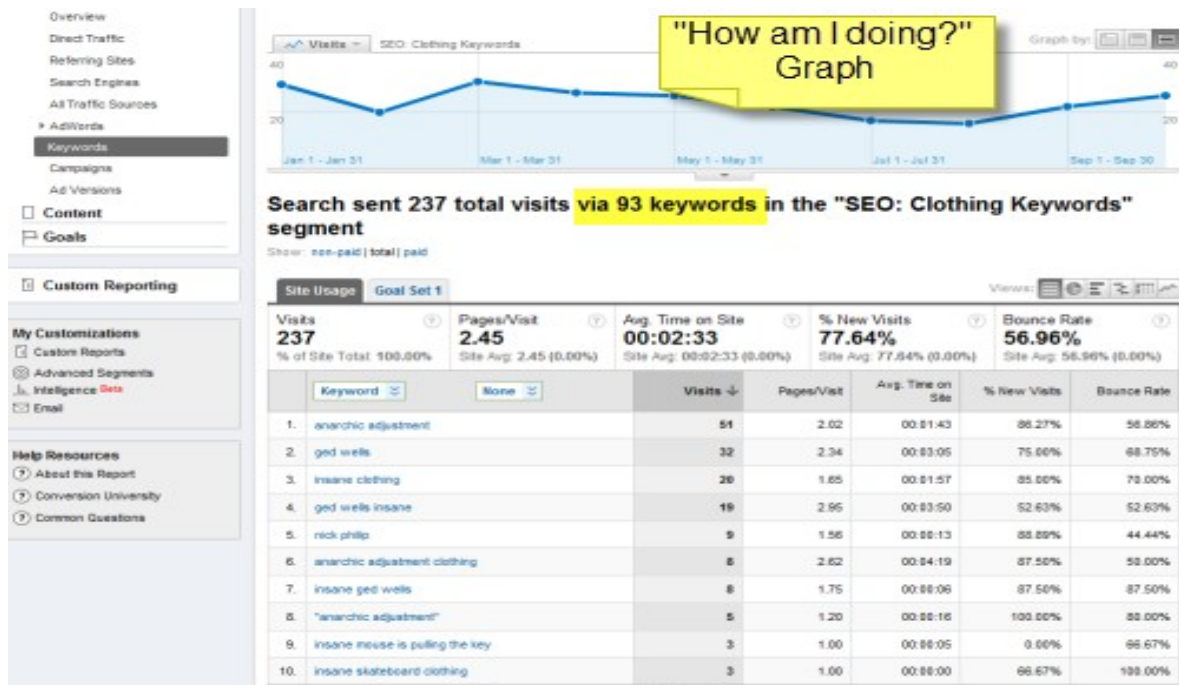 Overview
Direct Traffic
Referring Sites
Search Engines
All Traffic Sources
AdWords
Keywords
Campaigns
Ad Versions
Content
Goals
Custom Reporting
My Customizations
Custom Reports
Advanced Segments
Intelligence Beta
Email
Help Resources
About this Report
Conversion University
Common Questions
"How am I doing?"
Graph
Visits SEO: Clothing Keywords Graph by:
40 40
20 20
Jan 1 - Jan 31 Mar 1 - Mar 31 May 1 - May 31 Jul 1 - Jul 31 Sep 1 - Sep 30
Search sent 237 total visits via 93 keywords in the "SEO: Clothing Keywords"
segment
Show: non-paid | total | paid
Site Usage Goal Set 1 Views:
Visits Pages/Visit Avg. Time on Site % New Visits Bounce Rate
237 2.45 00:02:33 77.64% 56.96%
% of Site Total: 100.00% Site Avg: 2.45 (0.00%) Site Avg: 00:02:33 (0.00%) Site Avg: 77.64% (0.00%) Site Avg: 56.96% (0.00%)
Keyword None Visits Pages/Visit Avg. Time on Site % New Visits Bounce Rate
1. anarchic adjustment 51 2.02 00:01:43 86.27% 56.86%
2. ged wells 32 2.34 00:03:05 75.00% 68.75%
3. insane clothing 20 1.65 00:01:57 85.00% 70.00%
4. ged wells insane 19 2.95 00:03:50 52.63% 52.63%
5. nick philip 9 1.56 00:00:13 88.89% 44.44%
6. anarchic adjustment clothing 8 2.62 00:04:19 87.50% 50.00%
7. insane ged wells 8 1.75 00:00:06 87.50% 87.50%
8. "anarchic adjustment" 5 1.20 00:00:16 100.00% 80.00%
9. insane mouse is pulling the key 3 1.00 00:00:05 0.00% 66.67%
10. insane skateboard clothing 3 1.00 00:00:00 66.67% 100.00%